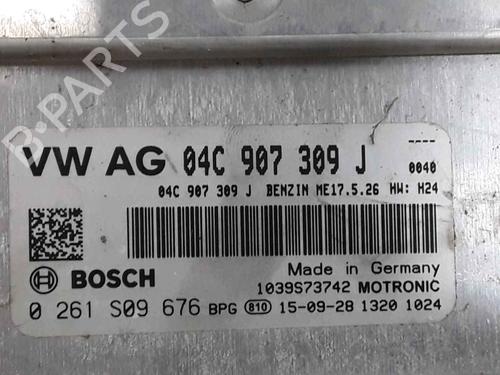 B-PARTS
VW AG 04C 907 309 J
----
0040
04C 907 309 J BENZIN ME17.5.26 HW: H24
BOSCH
Made in Germany
1039S73742 MOTRONIC
0 261 S09 676 BPG 810 15-09-28 1320 1024